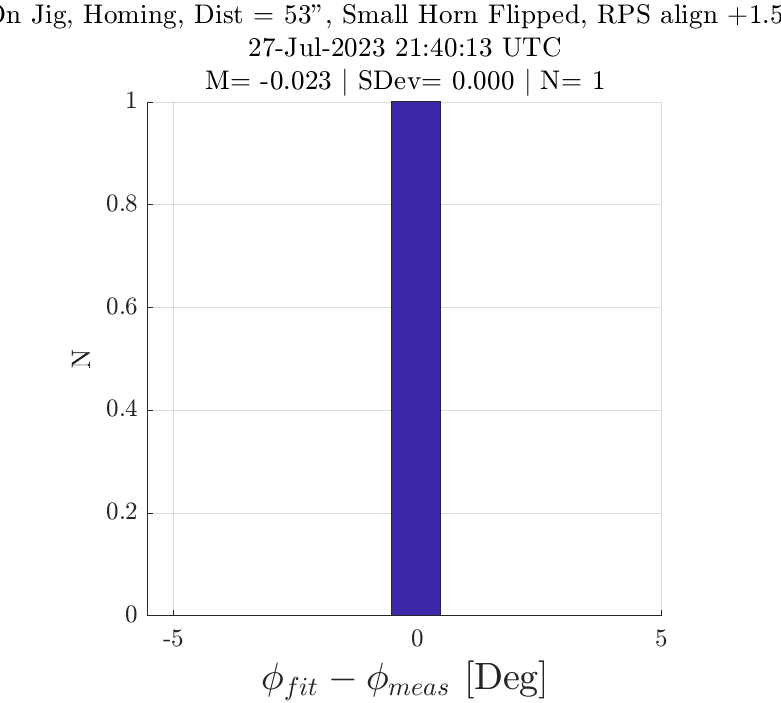 On Jig, Homing, Dist = 53", Small Horn Flipped, RPS align +1.5
27-Jul-2023 21:40:13 UTC
M= -0.023 | SDev= 0.000 | N= 1
1
0.8
0.6
0.4
0.2
0
N
-5 0 5
ϕ_fit − ϕ_meas [Deg]